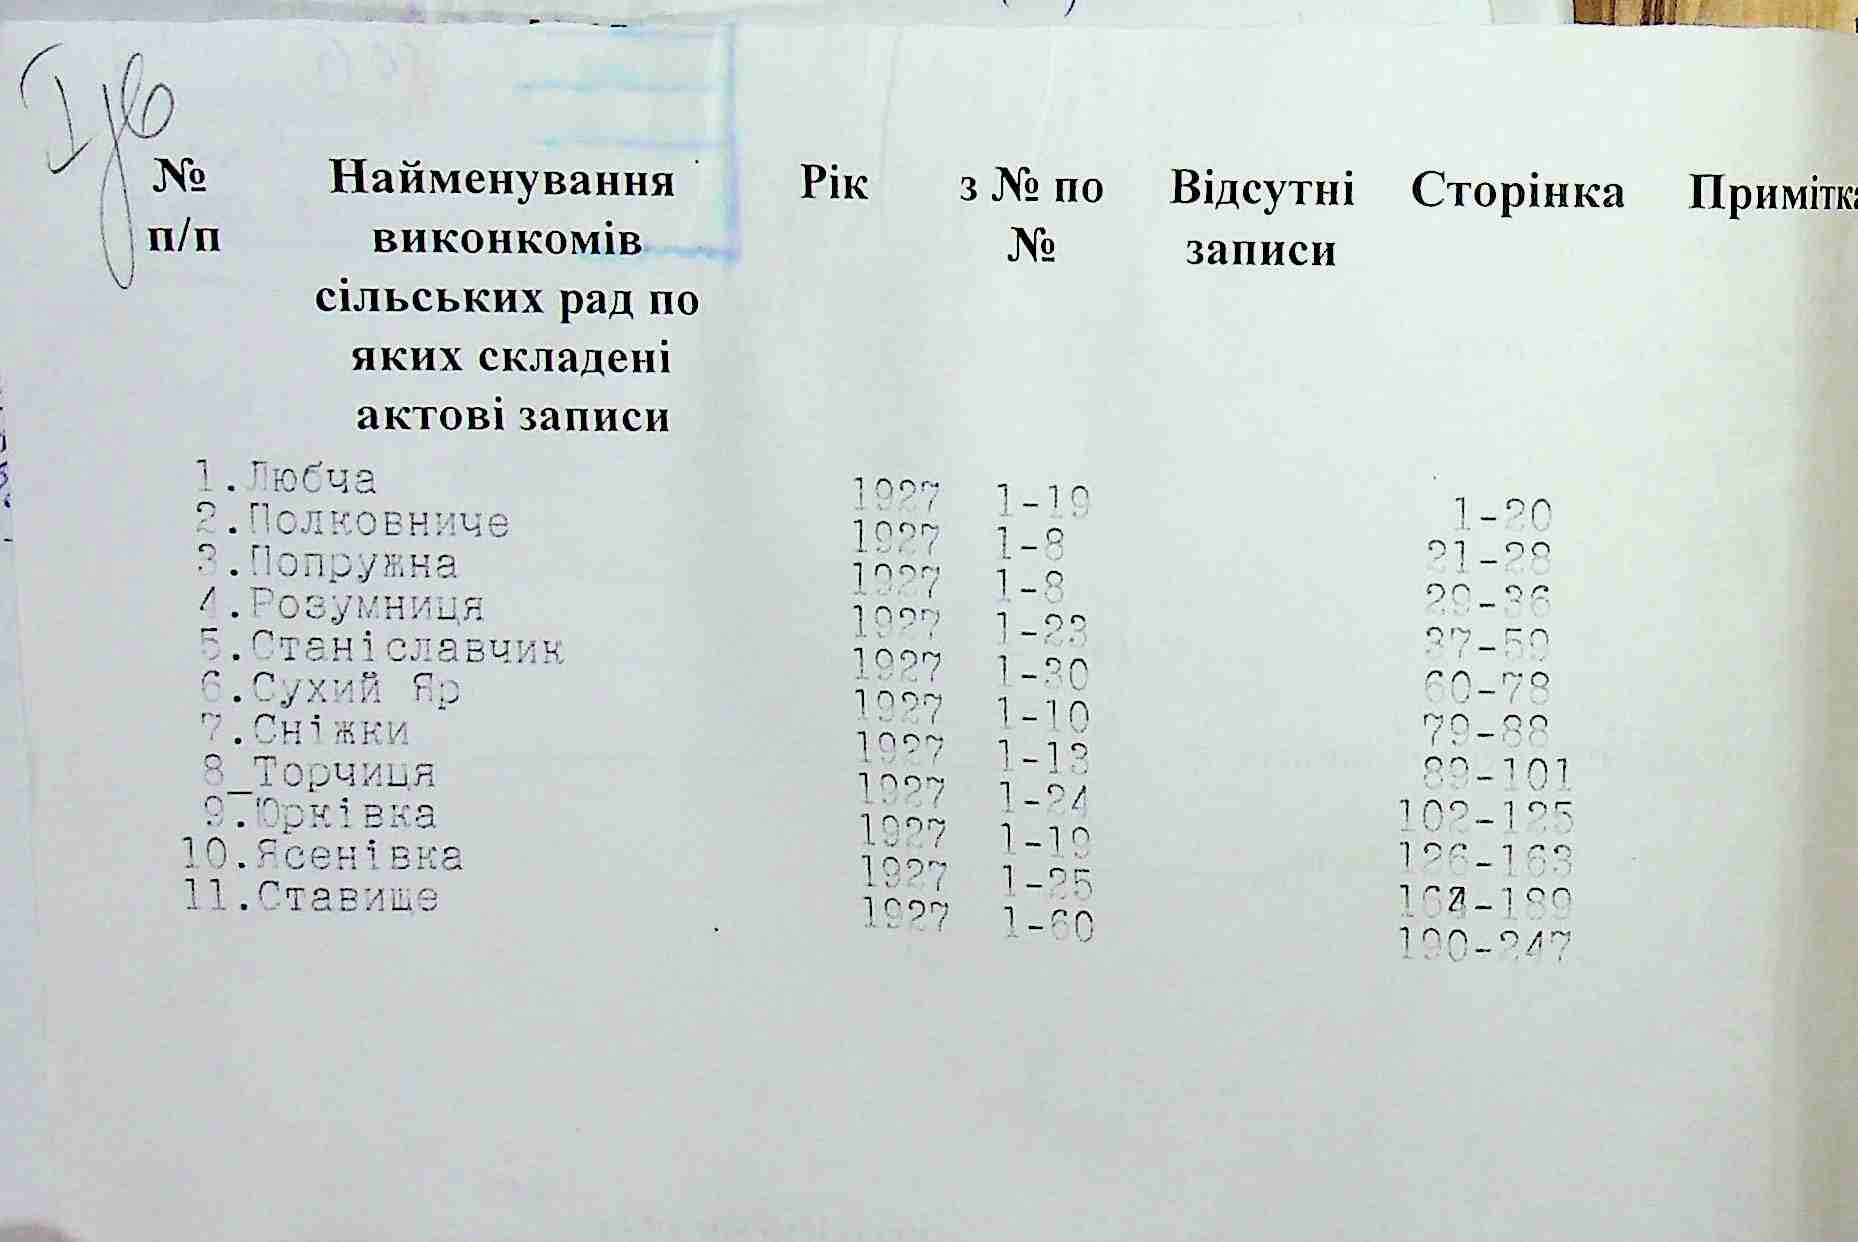 № Найменування Рік з № по Відсутні Сторінка Примітка
п/п виконкомів № записи
сільських рад по
яких складені
актові записи
1.Любча 1927 1-19 1-20
2.Полковниче 1927 1-8 21-28
3.Попружна 1927 1-8 29-36
4.Розумниця 1927 1-23 37-59
5.Станіславчик 1927 1-30 60-78
6.Сухий Яр 1927 1-10 79-88
7.Сніжки 1927 1-13 89-101
8_Торчиця 1927 1-24 102-125
9.Юрківка 1927 1-19 126-163
10.Ясенівка 1927 1-25 164-189
11.Ставище 1927 1-60 190-247